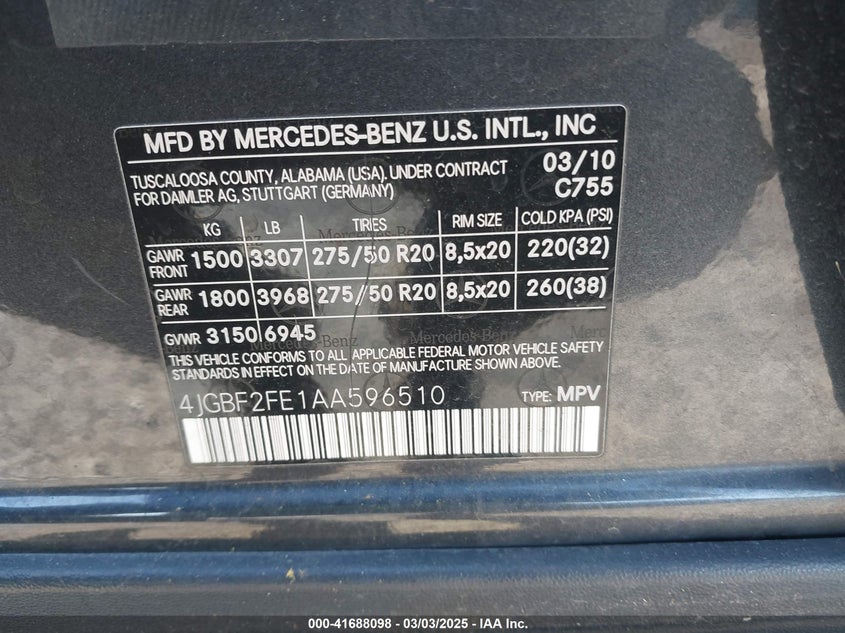 MFD BY MERCEDES-BENZ U.S. INTL., INC
TUSCALOOSA COUNTY, ALABAMA (USA). UNDER CONTRACT
FOR DAIMLER AG, STUTTGART (GERMANY)
03/10
C755
KG LB TIRES RIM SIZE COLD KPA (PSI)
GAWR FRONT 1500 3307 275/50 R20 8,5x20 220(32)
GAWR REAR 1800 3968 275/50 R20 8,5x20 260(38)
GVWR 3150 6945
THIS VEHICLE CONFORMS TO ALL APPLICABLE FEDERAL MOTOR VEHICLE SAFETY
STANDARDS IN EFFECT ON THE DATE OF MANUFACTURE SHOWN ABOVE.
4JGBF2FE1AA596510 TYPE: MPV
000-41688098 - 03/03/2025 - IAA Inc.